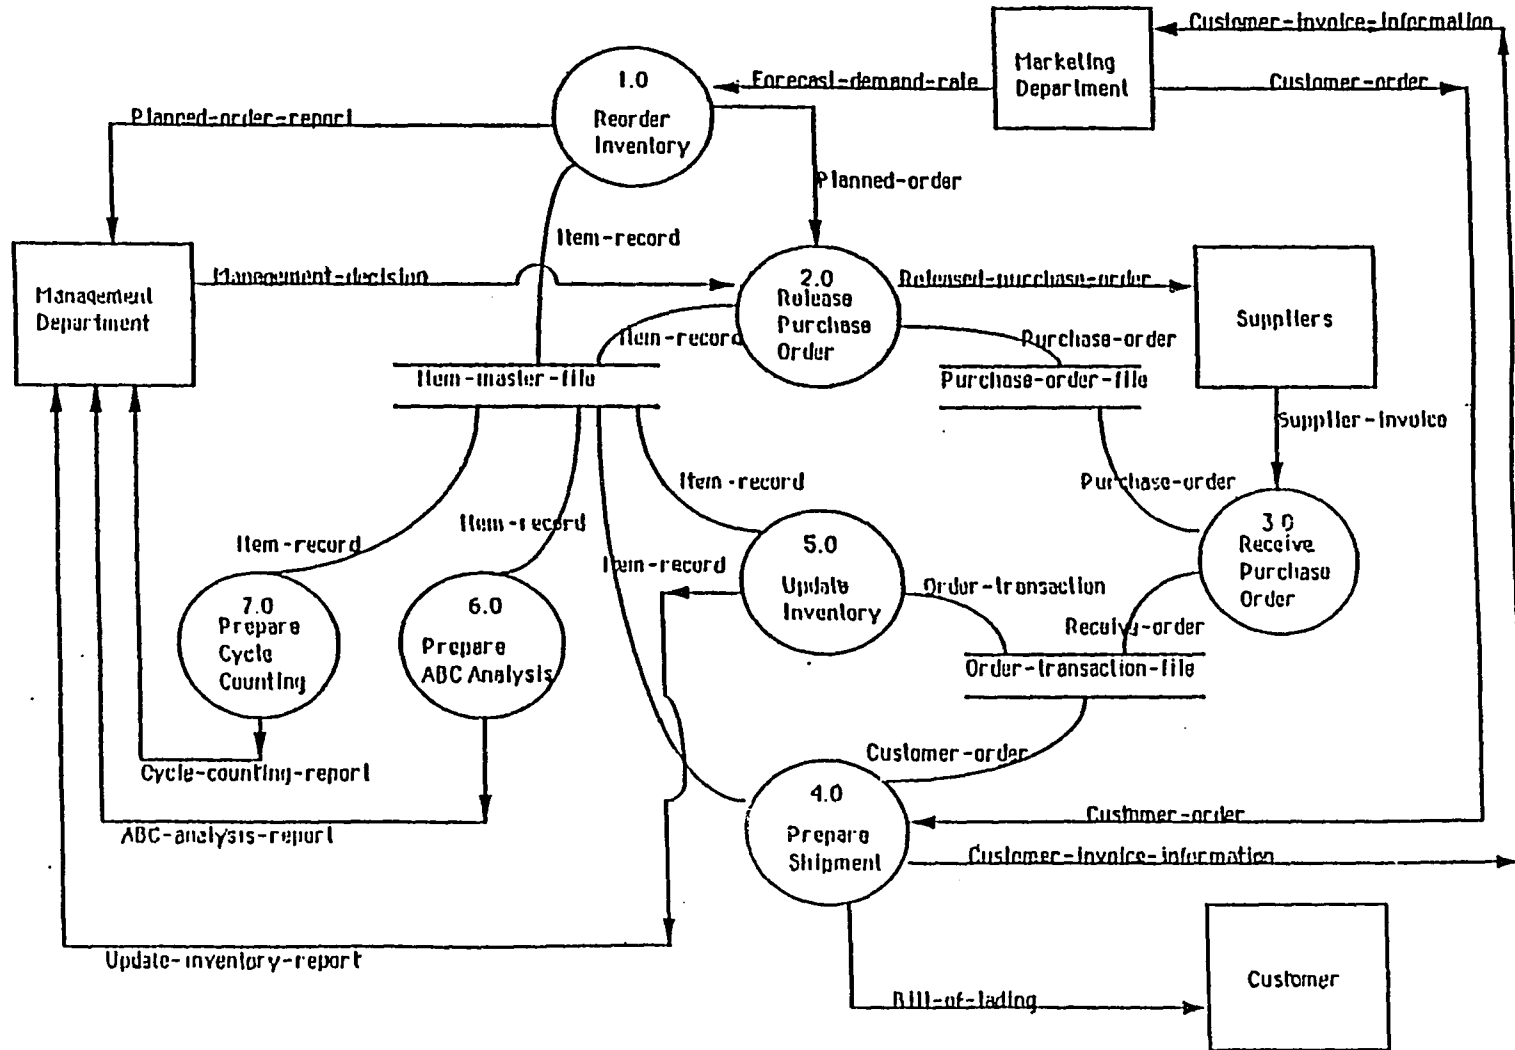 Customer-invoice-information
Marketing
Department
Forecast-demand-rate
Customer-order
1.0
Reorder
Inventory
Planned-order-report
Planned-order
Item-record
Management-decision
Management
Department
2.0
Release
Purchase
Order
Released-purchase-order
Suppliers
Item-record
Purchase-order
Item-master-file
Purchase-order-file
Supplier-invoice
Item-record
Purchase-order
Item-record
Item-record
Item-record
5.0
Update
Inventory
3.0
Receive
Purchase
Order
Order-transaction
7.0
Prepare
Cycle
Counting
6.0
Prepare
ABC Analysis
Receive-order
Order-transaction-file
Customer-order
Cycle-counting-report
4.0
Prepare
Shipment
Customer-order
ABC-analysis-report
Customer-invoice-information
Update-inventory-report
Customer
Bill-of-lading